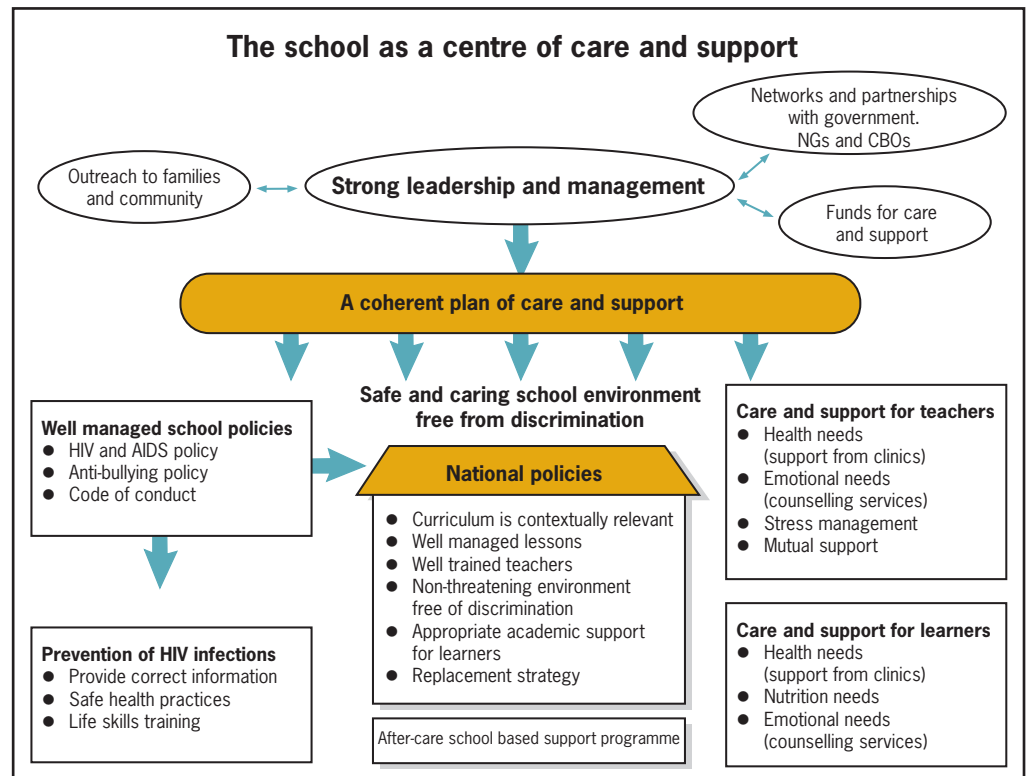 The school as a centre of care and support
Networks and partnerships
with government.
NGs and CBOs
Outreach to families
and community
Strong leadership and management
Funds for care
and support
A coherent plan of care and support
Safe and caring school environment
free from discrimination
Well managed school policies
● HIV and AIDS policy
● Anti-bullying policy
● Code of conduct
Prevention of HIV infections
● Provide correct information
● Safe health practices
● Life skills training
National policies
● Curriculum is contextually relevant
● Well managed lessons
● Well trained teachers
● Non-threatening environment
free of discrimination
● Appropriate academic support
for learners
● Replacement strategy
After-care school based support programme
Care and support for teachers
● Health needs
(support from clinics)
● Emotional needs
(counselling services)
● Stress management
● Mutual support
Care and support for learners
● Health needs
(support from clinics)
● Nutrition needs
● Emotional needs
(counselling services)